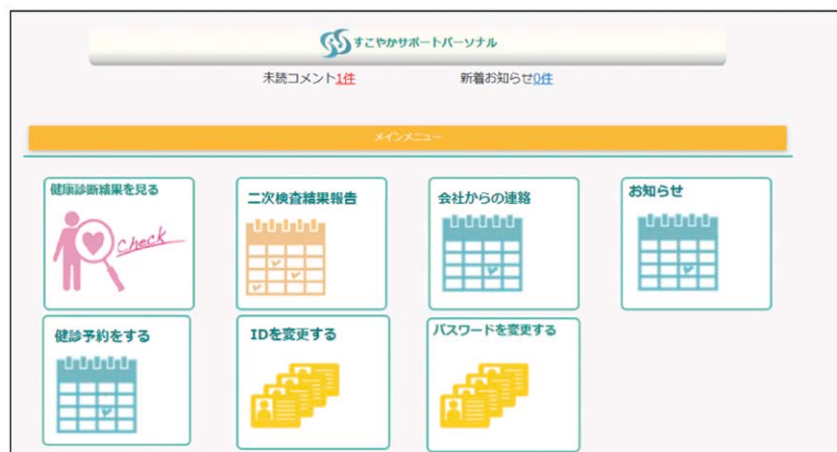 すこやかサポートパーソナル
未読コメント1件 新着お知らせ0件
メインメニュー
健康診断結果を見る
二次検査結果報告
会社からの連絡
お知らせ
Check
健診予約をする
IDを変更する
パスワードを変更する